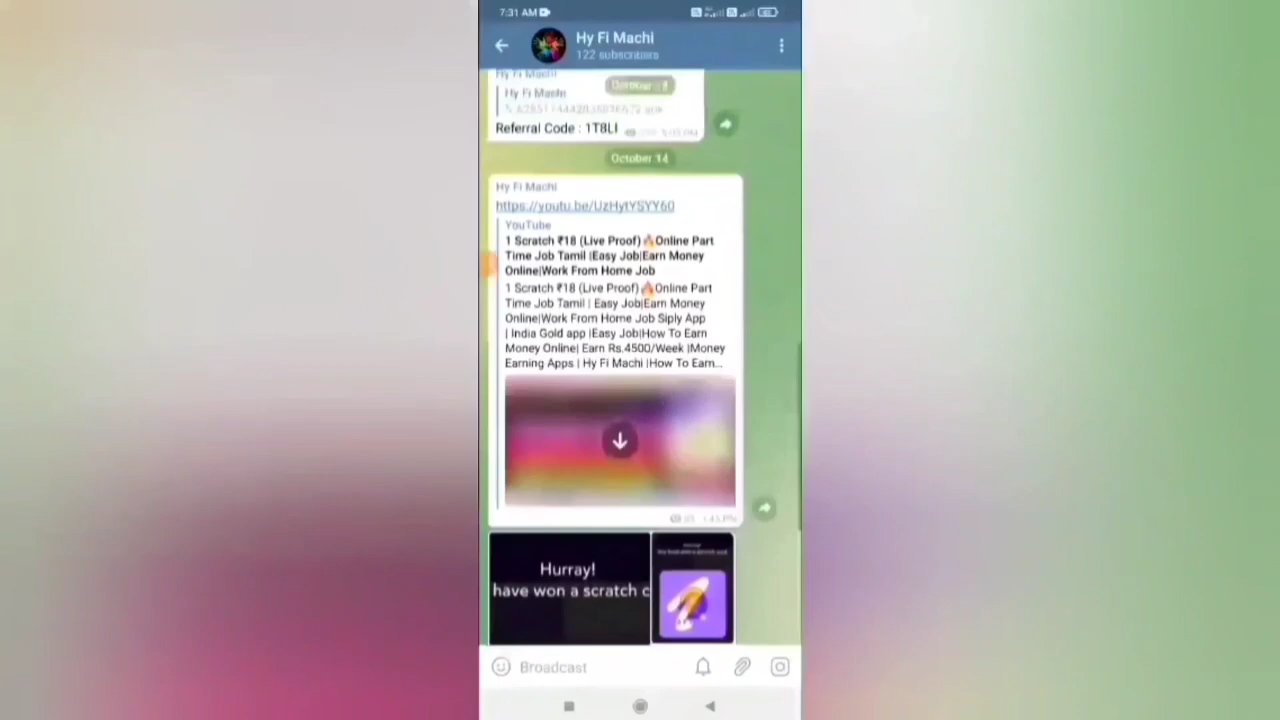 7:31 AM
Hy Fi Machi
122 subscribers
Hy Fi Machi
Hy Fi Machi
Referral Code : 1T8LI
October 14
Hy Fi Machi
https://youtu.be/UzHytYSYY60
YouTube
1 Scratch ₹18 (Live Proof)🔥Online Part
Time Job Tamil |Easy Job|Earn Money
Online|Work From Home Job
1 Scratch ₹18 (Live Proof)🔥Online Part
Time Job Tamil | Easy Job|Earn Money
Online|Work From Home Job Siply App
| India Gold app |Easy Job|How To Earn
Money Online| Earn Rs.4500/Week |Money
Earning Apps | Hy Fi Machi |How To Earn...
Hurray!
have won a scratch c
Broadcast